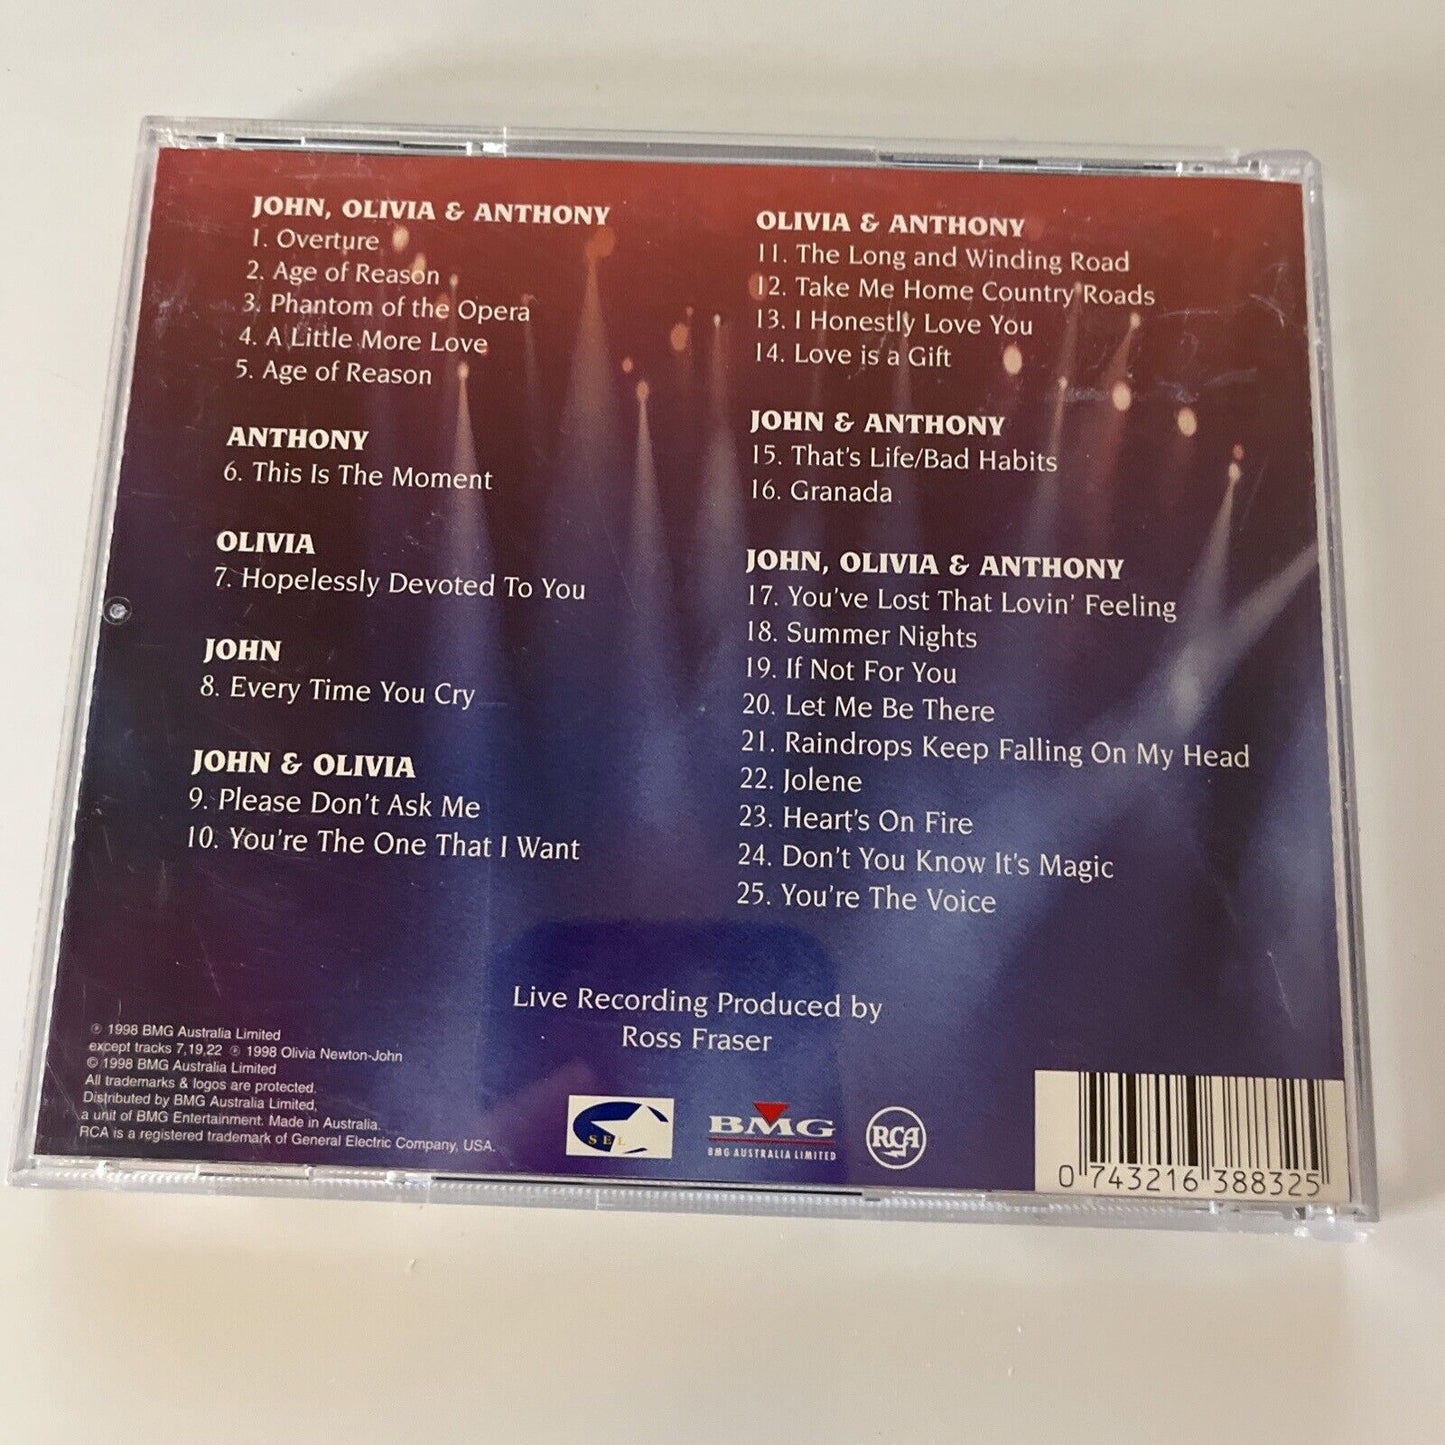 JOHN, OLIVIA & ANTHONY
1. Overture
2. Age of Reason
3. Phantom of the Opera
4. A Little More Love
5. Age of Reason
ANTHONY
6. This Is The Moment
OLIVIA
7. Hopelessly Devoted To You
JOHN
8. Every Time You Cry
JOHN & OLIVIA
9. Please Don't Ask Me
10. You're The One That I Want
OLIVIA & ANTHONY
11. The Long and Winding Road
12. Take Me Home Country Roads
13. I Honestly Love You
14. Love is a Gift
JOHN & ANTHONY
15. That's Life/Bad Habits
16. Granada
JOHN, OLIVIA & ANTHONY
17. You've Lost That Lovin' Feeling
18. Summer Nights
19. If Not For You
20. Let Me Be There
21. Raindrops Keep Falling On My Head
22. Jolene
23. Heart's On Fire
24. Don't You Know It's Magic
25. You're The Voice
Live Recording Produced by
Ross Fraser
℗ 1998 BMG Australia Limited
except tracks 7,19,22 ℗ 1998 Olivia Newton-John
© 1998 BMG Australia Limited
All trademarks & logos are protected.
Distributed by BMG Australia Limited,
a unit of BMG Entertainment. Made in Australia.
RCA is a registered trademark of General Electric Company, USA.
SEL
BMG
BMG AUSTRALIA LIMITED
RCA
0 743216 388325